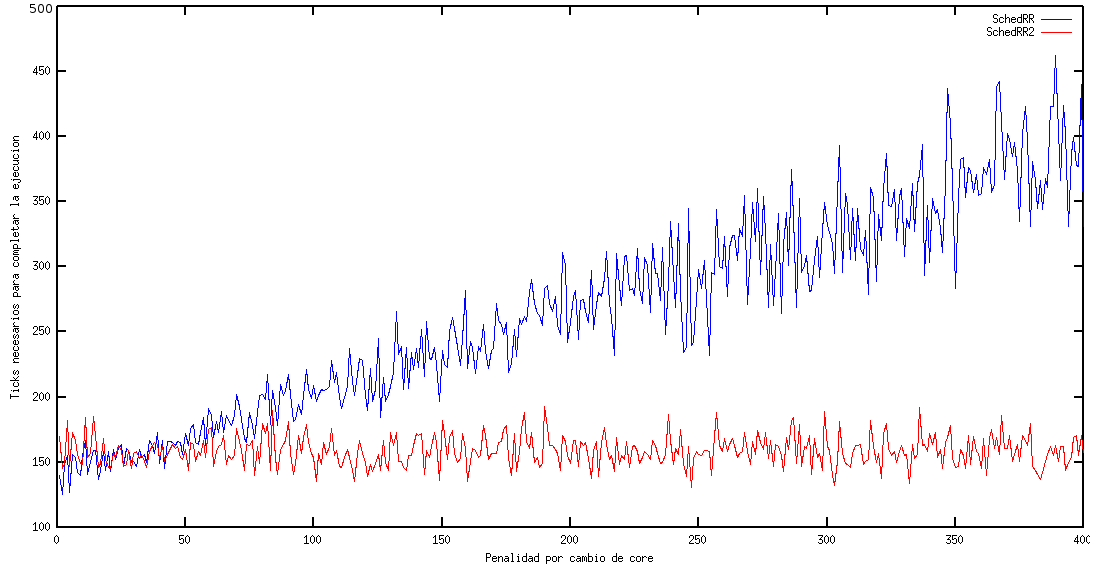 500
SchedRR
SchedRR2
450
400
350
300
250
200
150
100
Ticks necesarios para completar la ejecucion
0 50 100 150 200 250 300 350 400
Penalidad por cambio de core